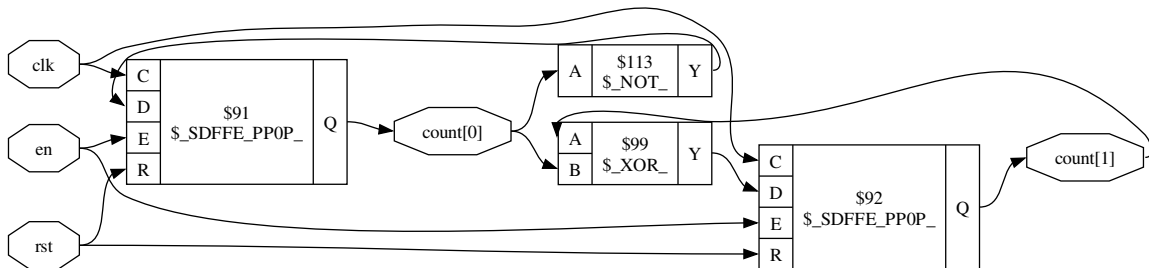 clk
en
rst
C
D
E
R
$91
$_SDFFE_PP0P_
Q
count[0]
A
$113
$_NOT_
Y
A
B
$99
$_XOR_
Y
C
D
E
R
$92
$_SDFFE_PP0P_
Q
count[1]